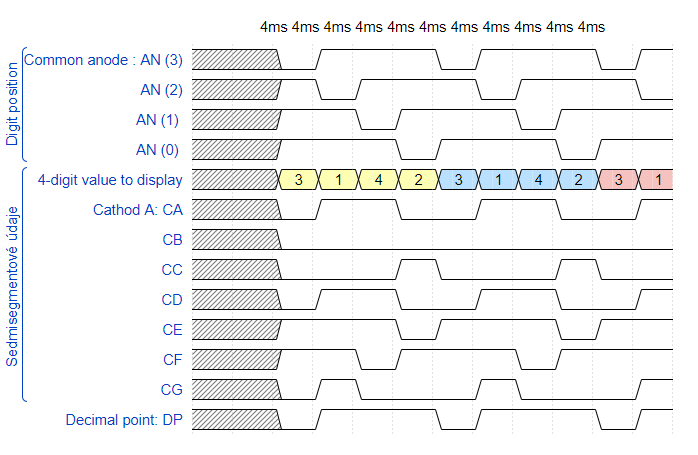 4ms 4ms 4ms 4ms 4ms 4ms 4ms 4ms 4ms
Digit position
Common anode : AN (3)
AN (2)
AN (1)
AN (0)
Sedmisegmentové údaje
4-digit value to display 3 1 4 2 3 1 4 2 3 1
Cathod A: CA
CB
CC
CD
CE
CF
CG
Decimal point: DP